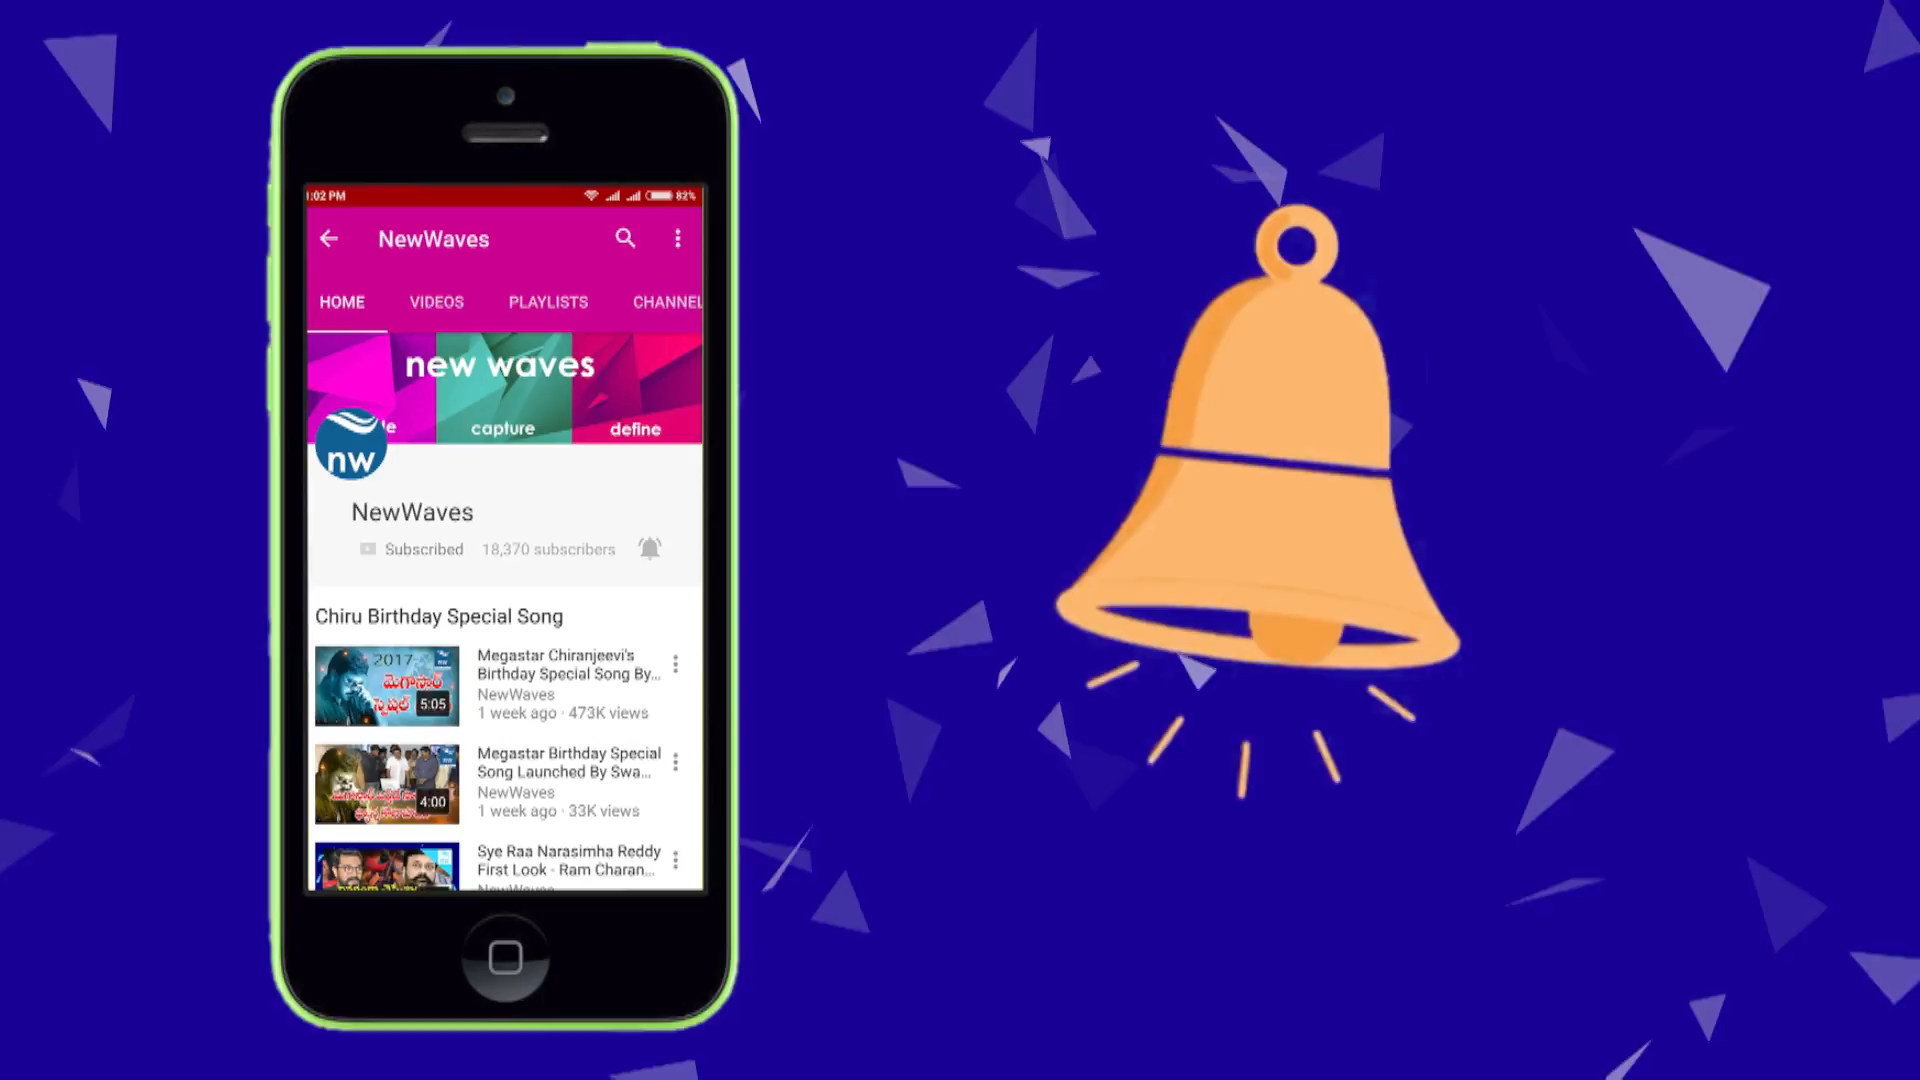 1:02 PM
82%
NewWaves
HOME VIDEOS PLAYLISTS CHANNEL
new waves
le capture define
nw
NewWaves
Subscribed 18,370 subscribers
Chiru Birthday Special Song
2017
మెగాస్టార్
స్పెషల్
5:05
Megastar Chiranjeevi's
Birthday Special Song By...
NewWaves
1 week ago · 473K views
4:00
Megastar Birthday Special
Song Launched By Swa...
NewWaves
1 week ago · 33K views
Sye Raa Narasimha Reddy
First Look - Ram Charan...
NewWaves